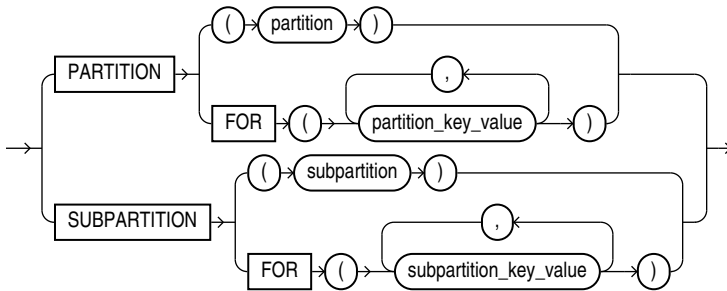 ( partition )
PARTITION
,
FOR ( partition_key_value )
( subpartition )
SUBPARTITION
,
FOR ( subpartition_key_value )